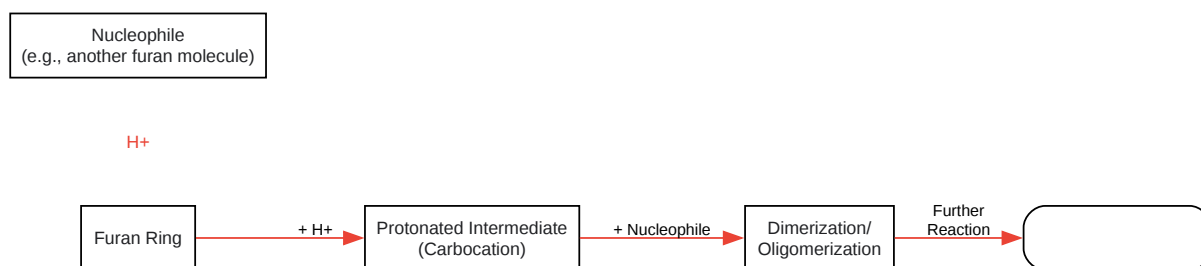 Nucleophile
(e.g., another furan molecule)
H+
Furan Ring
+ H+
Protonated Intermediate
(Carbocation)
+ Nucleophile
Dimerization/
Oligomerization
Further
Reaction